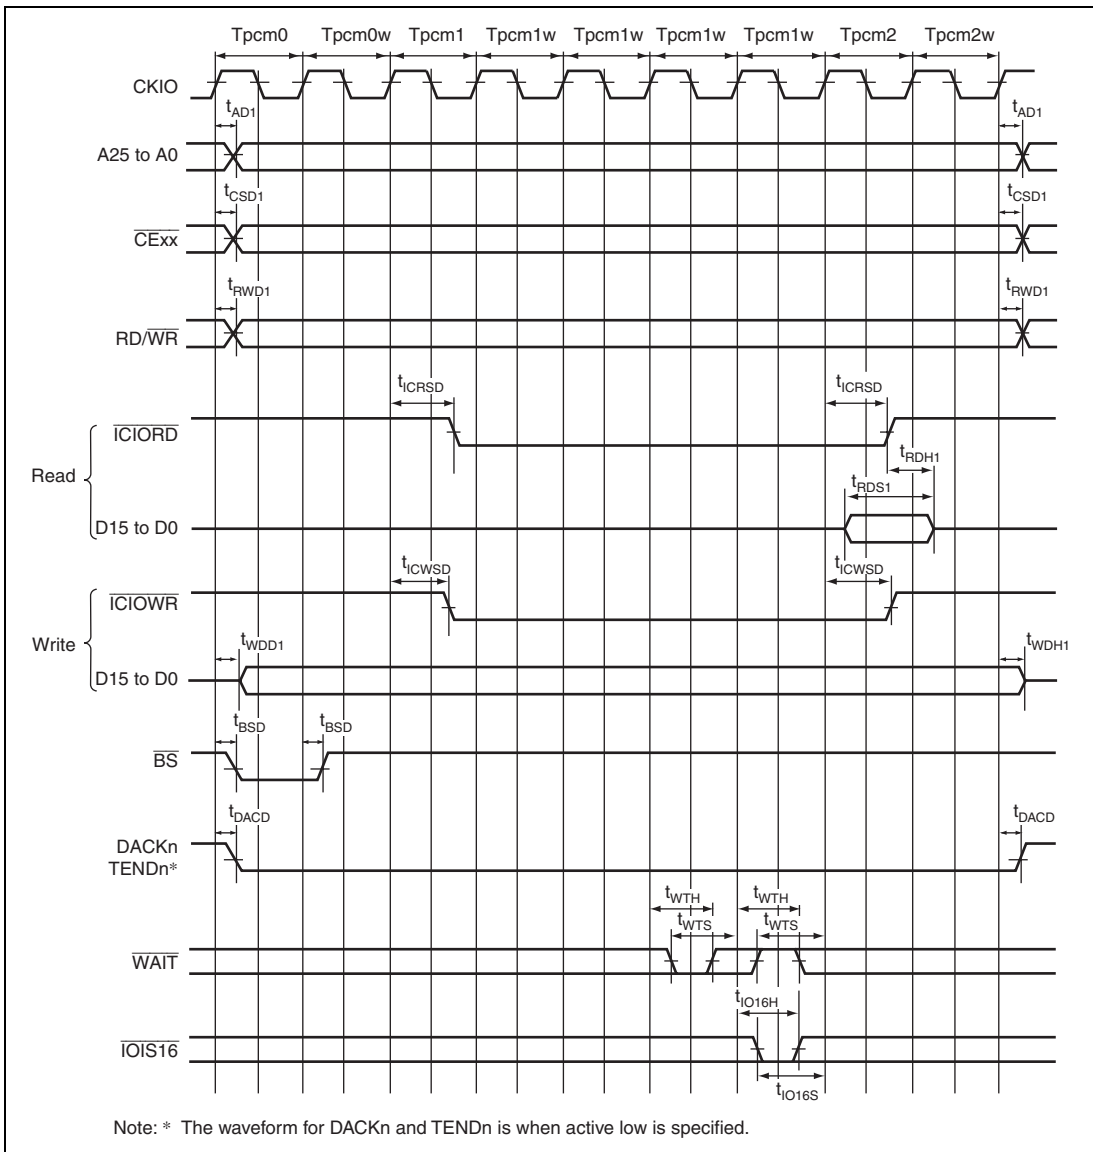 Tpcm0 Tpcm0w Tpcm1 Tpcm1w Tpcm1w Tpcm1w Tpcm1w Tpcm2 Tpcm2w
CKIO
tAD1 tAD1
A25 to A0
tCSD1 tCSD1
CExx
tRWD1 tRWD1
RD/WR
tICRSD tICRSD
ICIORD
tRDH1
Read
tRDS1
D15 to D0
tICWSD tICWSD
ICIOWR
Write
tWDD1 tWDH1
D15 to D0
tBSD tBSD
BS
tDACD tDACD
DACKn
TENDn*
tWTH tWTH
tWTS tWTS
WAIT
tIO16H
IOIS16
tIO16S
Note: * The waveform for DACKn and TENDn is when active low is specified.